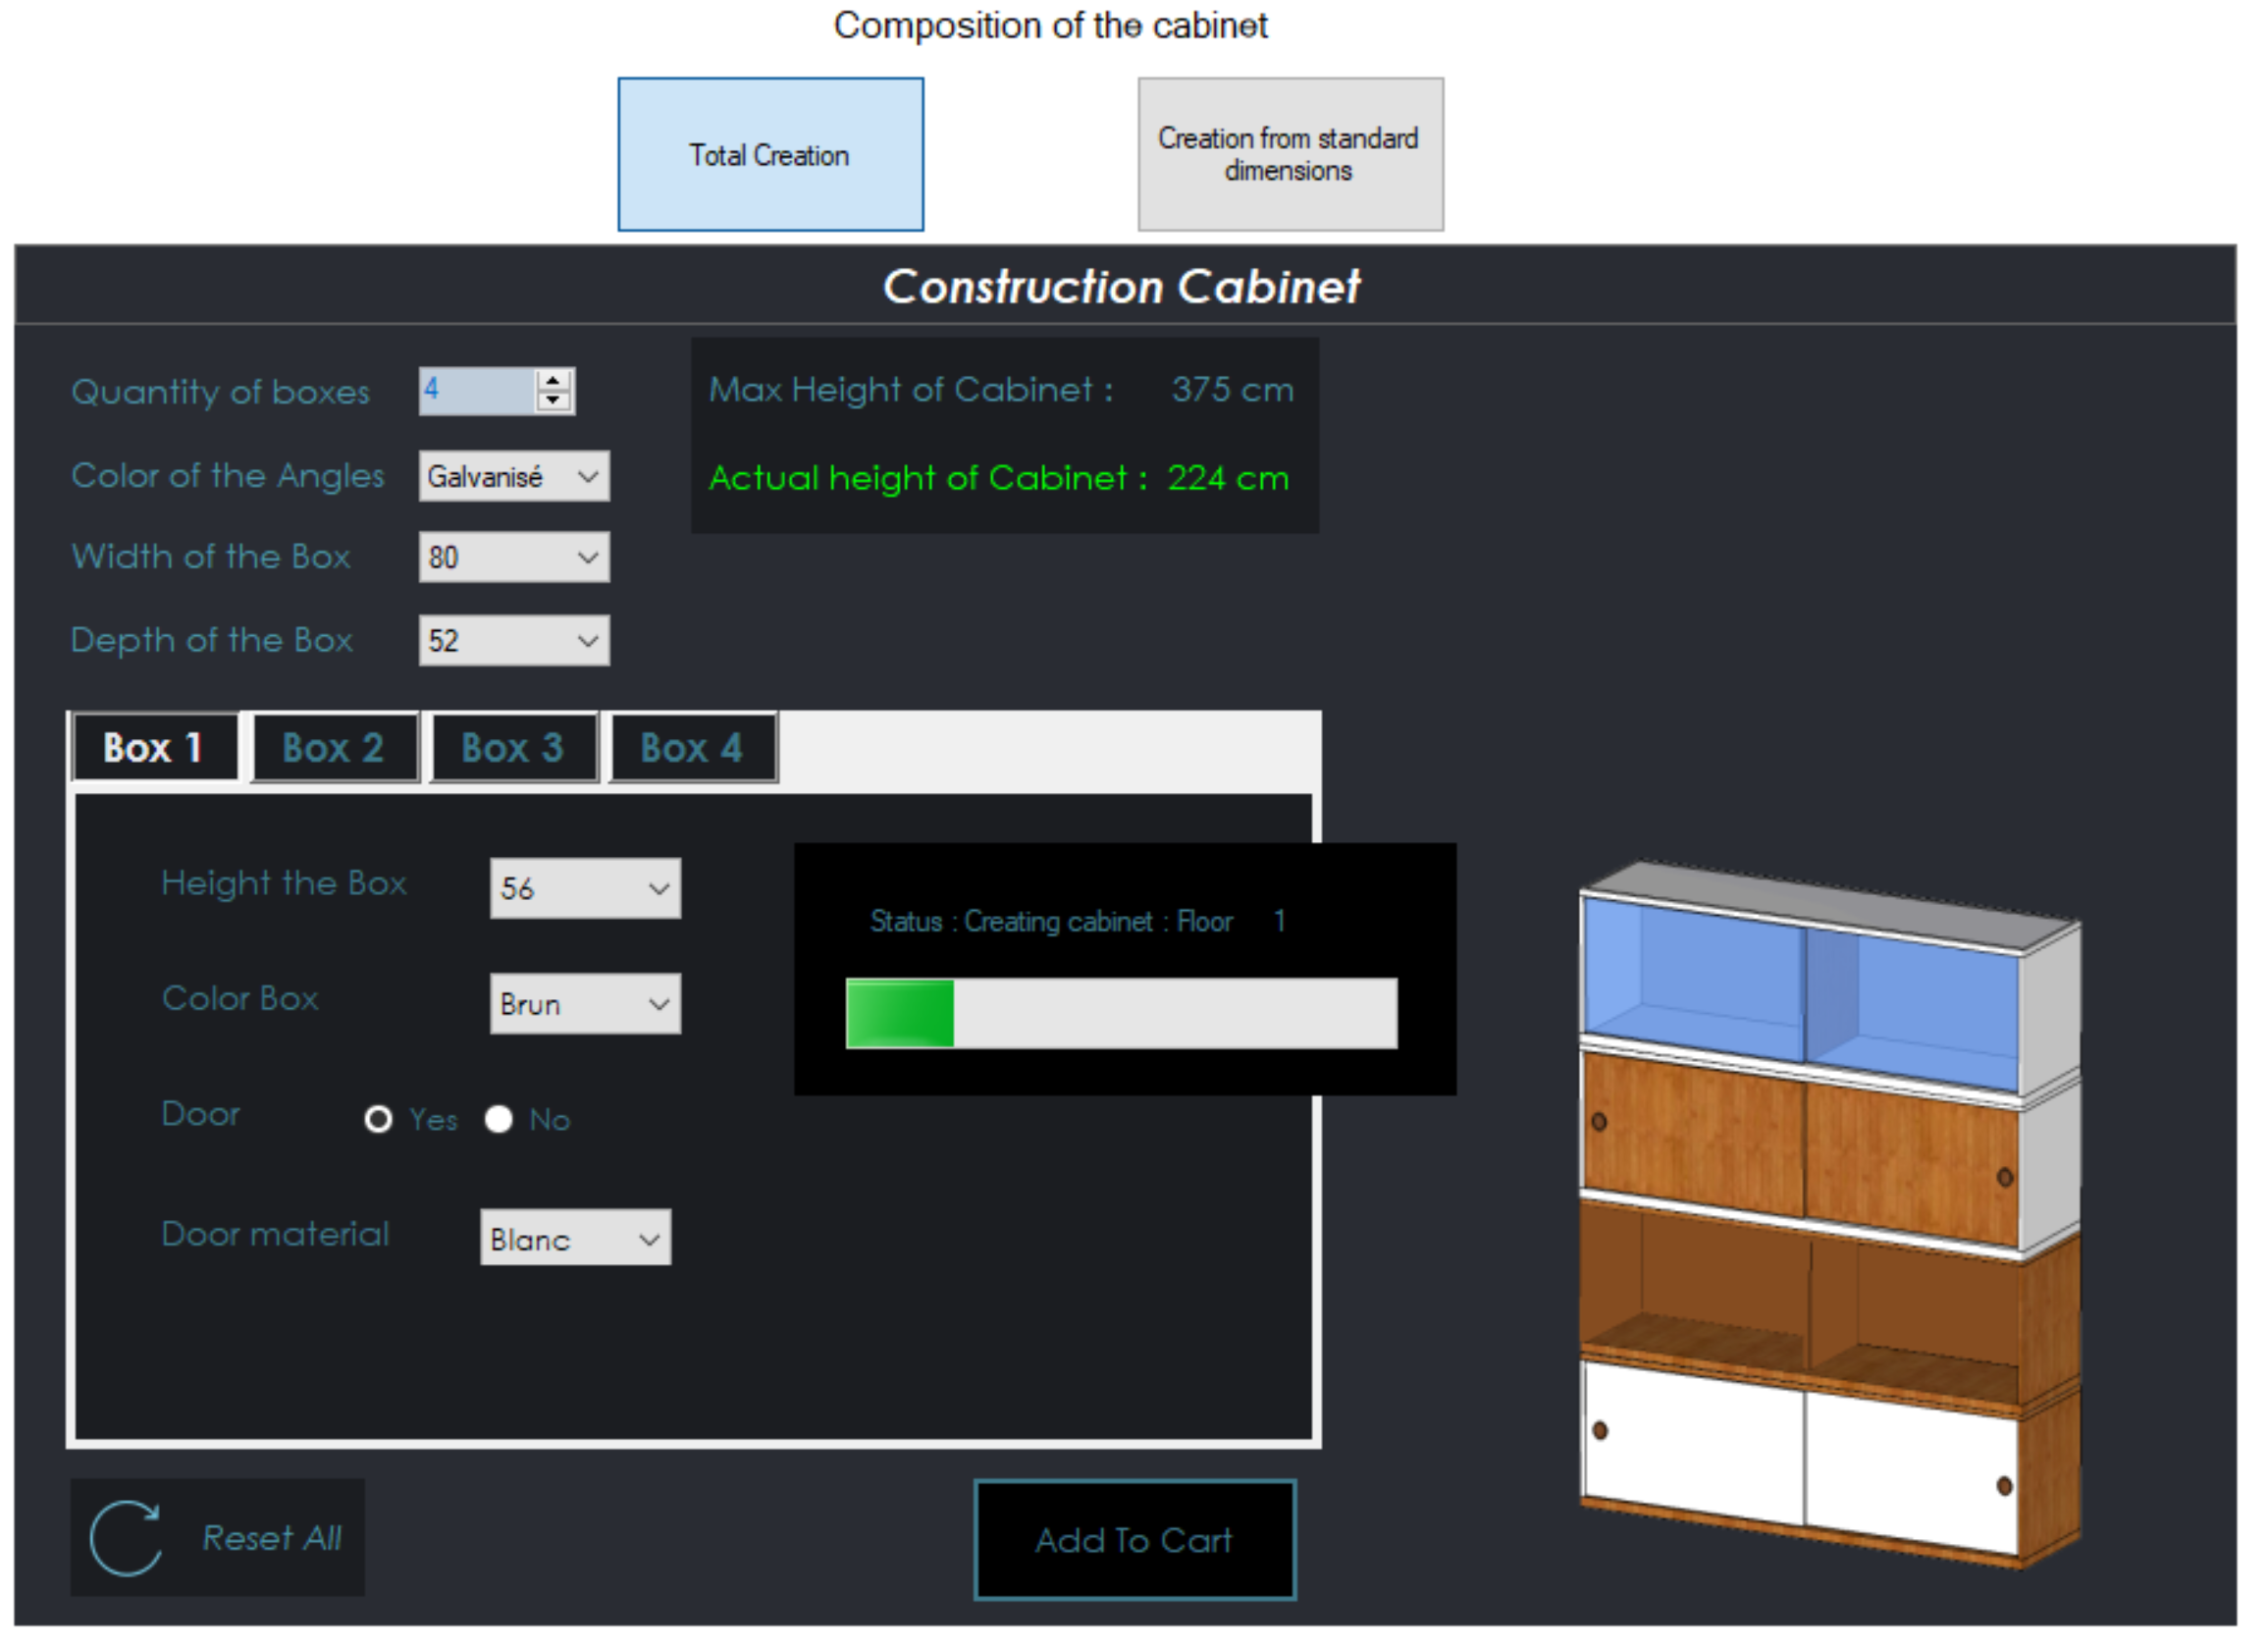 Composition of the cabinet
Total Creation
Creation from standard
dimensions
Construction Cabinet
Quantity of boxes 4
Max Height of Cabinet : 375 cm
Color of the Angles Galvanisé
Actual height of Cabinet : 224 cm
Width of the Box 80
Depth of the Box 52
Box 1 Box 2 Box 3 Box 4
Height the Box 56
Status : Creating cabinet : Floor 1
Color Box Brun
Door Yes No
Door material Blanc
Reset All
Add To Cart